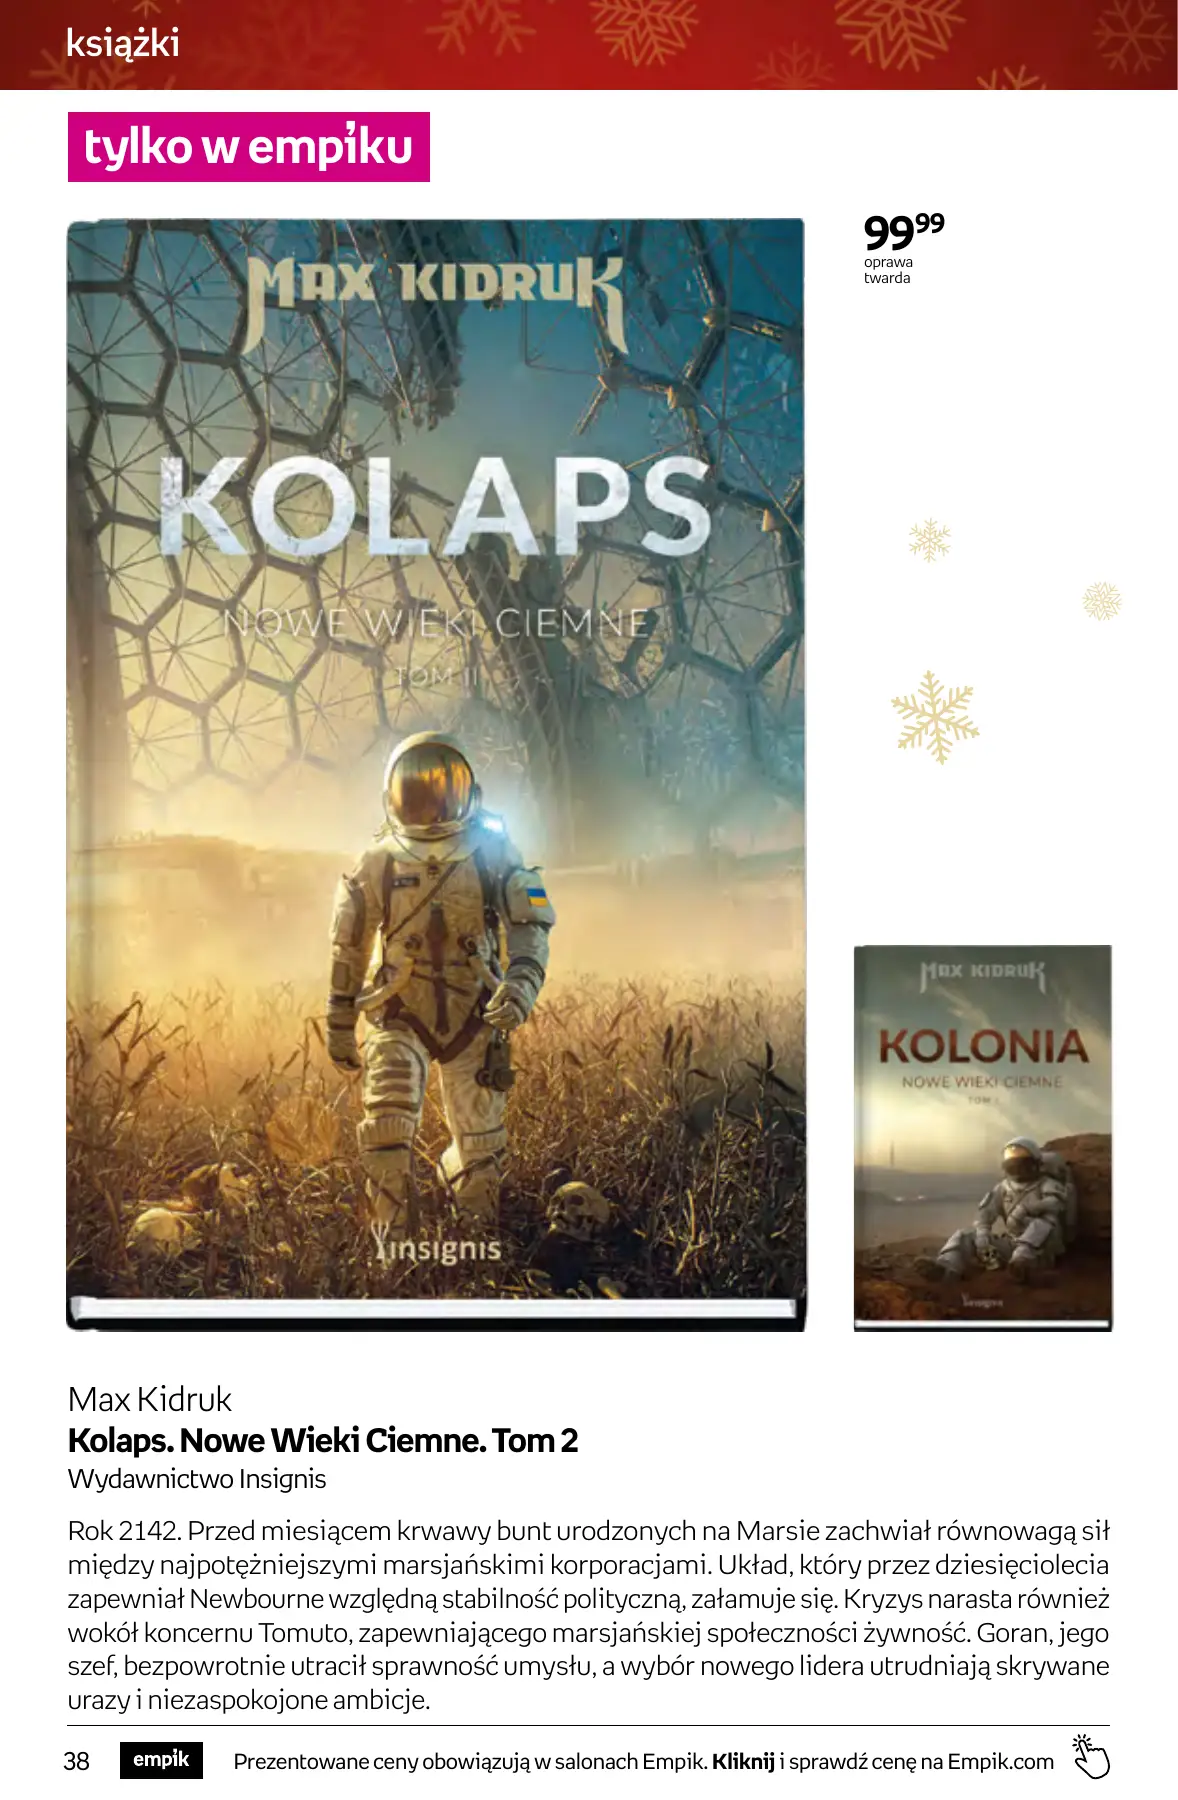 książki
tylko w empiku
99⁹⁹
oprawa
twarda
MAX KIDRUK
KOLAPS
NOWE WIEKI CIEMNE
TOM II
insignis
MAX KIDRUK
KOLONIA
NOWE WIEKI CIEMNE
TOM I
insignis
Max Kidruk
Kolaps. Nowe Wieki Ciemne. Tom 2
Wydawnictwo Insignis
Rok 2142. Przed miesiącem krwawy bunt urodzonych na Marsie zachwiał równowagą sił
między najpotężniejszymi marsjańskimi korporacjami. Układ, który przez dziesięciolecia
zapewniał Newbourne względną stabilność polityczną, załamuje się. Kryzys narasta również
wokół koncernu Tomuto, zapewniającego marsjańskiej społeczności żywność. Goran, jego
szef, bezpowrotnie utracił sprawność umysłu, a wybór nowego lidera utrudniają skrywane
urazy i niezaspokojone ambicje.
38 empik Prezentowane ceny obowiązują w salonach Empik. Kliknij i sprawdź cenę na Empik.com